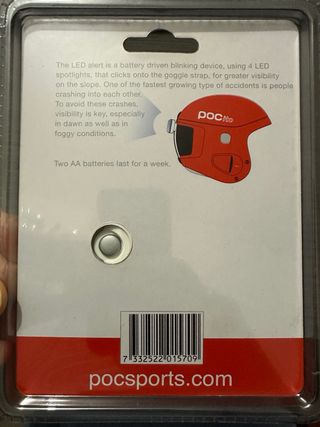 The LED alert is a battery driven blinking device, using 4 LED
spotlights, that clicks onto the goggle strap, for greater visibility
on the slope. One of the fastest growing type of accidents is people
crashing into each other.
To avoid these crashes,
visibility is key, especially
in dawn as well as in
foggy conditions.
POC
Two AA batteries last for a week.
7 332522 015709
pocsports.com